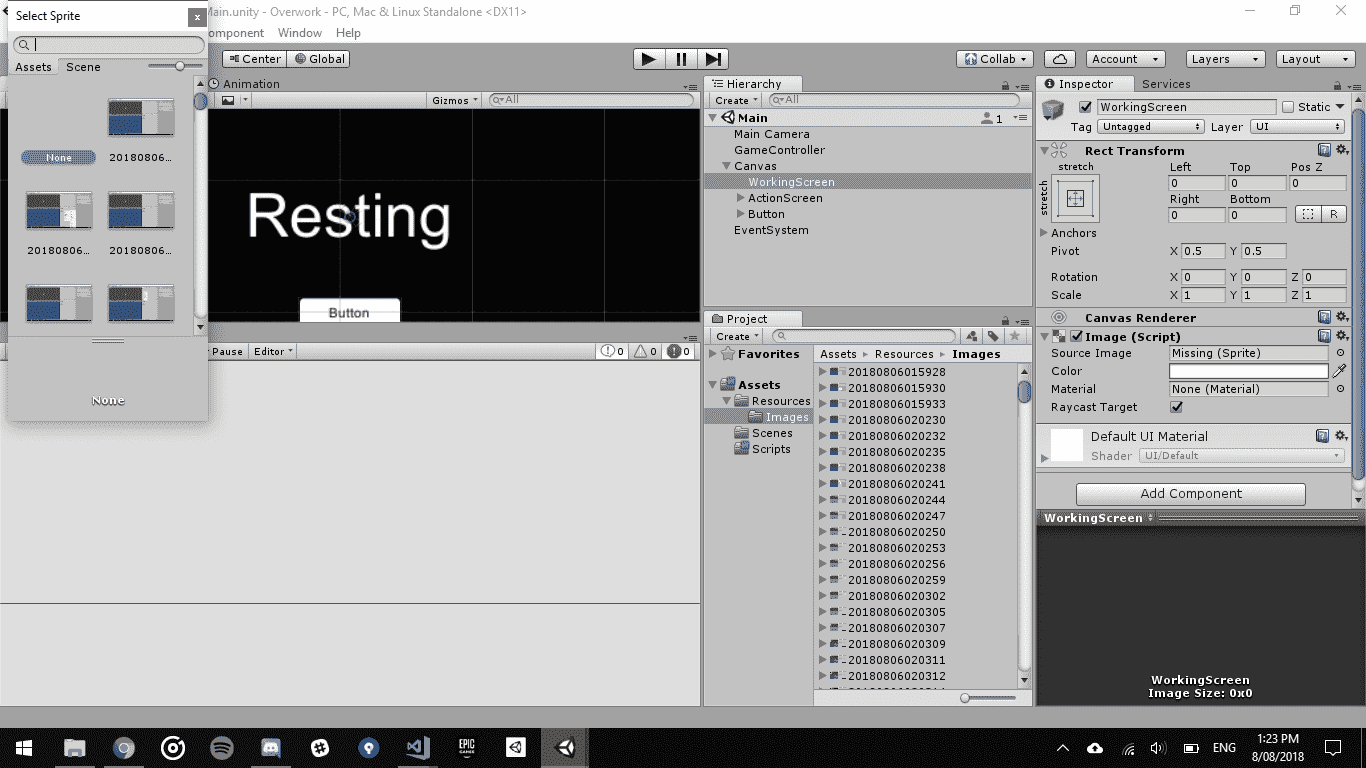 Select Sprite
x
Main.unity - Overwork - PC, Mac & Linux Standalone <DX11>
omponent Window Help
Center Global
Collab
Account
Layers
Layout
Assets Scene
None
20180806...
20180806...
20180806...
None
Animation
Gizmos
All
Resting
Button
Pause
Editor
0
0
0
Hierarchy
Create
All
Main
1
Main Camera
GameController
Canvas
WorkingScreen
ActionScreen
Button
EventSystem
Project
Create
Favorites
Assets
Resources
Images
Scenes
Scripts
Assets Resources Images
20180806015928
20180806015930
20180806015933
20180806020230
20180806020232
20180806020235
20180806020238
20180806020241
20180806020244
20180806020247
20180806020250
20180806020253
20180806020256
20180806020259
20180806020302
20180806020305
20180806020307
20180806020309
20180806020311
20180806020312
Inspector
Services
WorkingScreen
Static
Tag Untagged
Layer UI
Rect Transform
stretch
stretch
Left Top Pos Z
0 0 0
Right Bottom
0 0
R
Anchors
Pivot X 0.5 Y 0.5
Rotation X 0 Y 0 Z 0
Scale X 1 Y 1 Z 1
Canvas Renderer
Image (Script)
Source Image Missing (Sprite)
Color
Material None (Material)
Raycast Target
Default UI Material
Shader UI/Default
Add Component
WorkingScreen
WorkingScreen
Image Size: 0x0
EPIC
GAMES
ENG
1:23 PM
8/08/2018